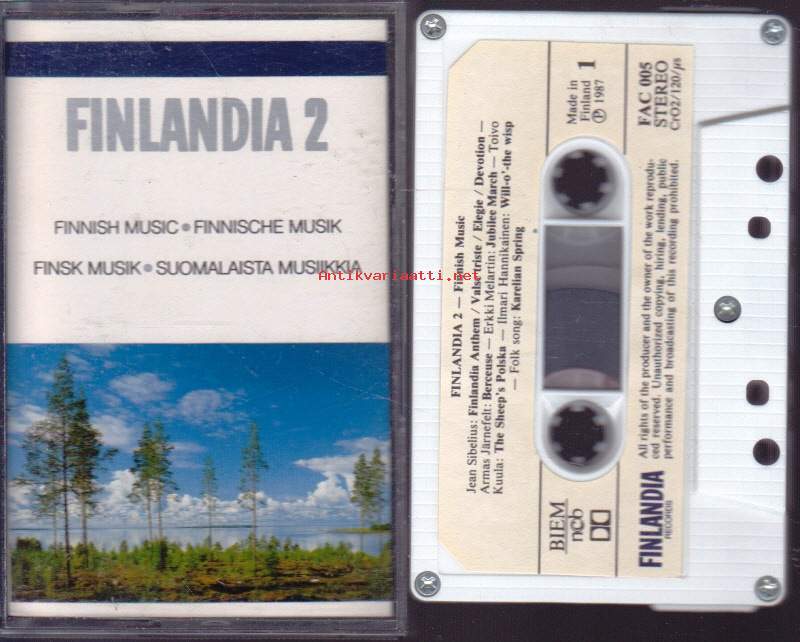 FINLANDIA 2
FINNISH MUSIC • FINNISCHE MUSIK
FINSK MUSIK • SUOMALAISTA MUSIIKKIA
Antikvariaatti.net
FINLANDIA 2 — Finnish Music
Jean Sibelius: Finlandia Anthem / Valse triste / Elegie / Devotion —
Armas Järnefelt: Berceuse — Erkki Melartin: Jubilee March — Toivo
Kuula: The Sheep's Polska — Ilmari Hannikainen: Will-o'-the wisp
— Folk song: Karelian Spring
BIEM
ncb
Made in
Finland
℗ 1987
1
FAC 005
STEREO
CrO2/120/µs
All rights of the producer and the owner of the work reprodu-
ced reserved. Unauthorized copying, hiring, lending, public
performance and broadcasting of this recording prohibited.
FINLANDIA
RECORDS